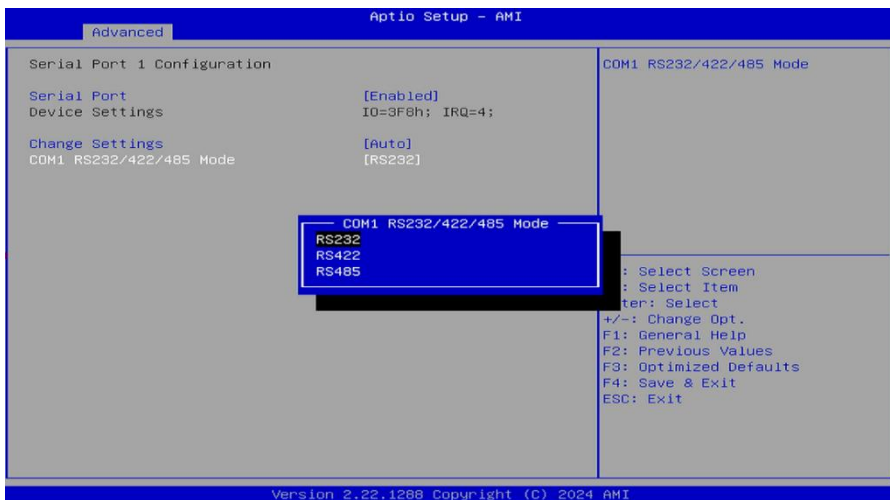 Aptio Setup - AMI
Advanced
Serial Port 1 Configuration
Serial Port [Enabled]
Device Settings IO=3F8h; IRQ=4;
Change Settings [Auto]
COM1 RS232/422/485 Mode [RS232]
COM1 RS232/422/485 Mode
RS232
RS422
RS485
COM1 RS232/422/485 Mode
: Select Screen
: Select Item
ter: Select
+/-: Change Opt.
F1: General Help
F2: Previous Values
F3: Optimized Defaults
F4: Save & Exit
ESC: Exit
Version 2.22.1288 Copyright (C) 2024 AMI